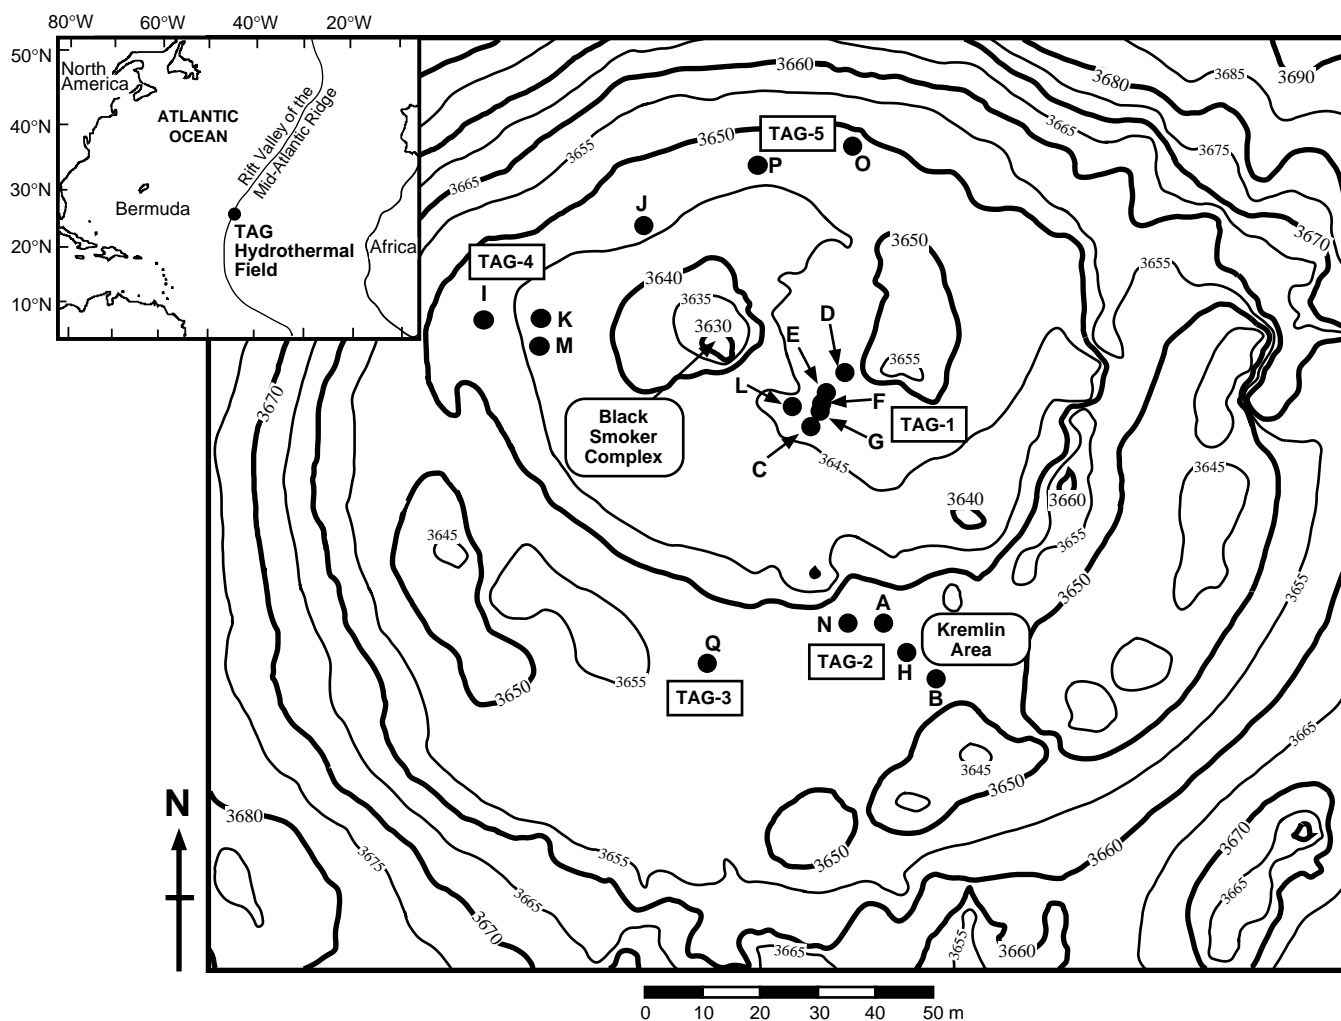 80°W 60°W 40°W 20°W
50°N
40°N
30°N
20°N
10°N
North
America
ATLANTIC
OCEAN
Rift Valley of the
Mid-Atlantic Ridge
Bermuda
TAG
Hydrothermal
Field
Africa
3660
3680
3685
3690
3665
3675
3650
3655
3665
3670
TAG-5
P
O
J
TAG-4
I
K
M
3640
3635
3630
3650
3655
3655
D
E
L
F
G
C
TAG-1
Black
Smoker
Complex
3645
3670
3640
3660
3655
3645
3650
3655
3645
3650
3655
N
A
H
B
TAG-2
Kremlin
Area
Q
TAG-3
3645
3650
3650
3665
3660
3670
3665
3680
3675
3655
3665
3670
3665
3655
3660
N
0 10 20 30 40 50 m